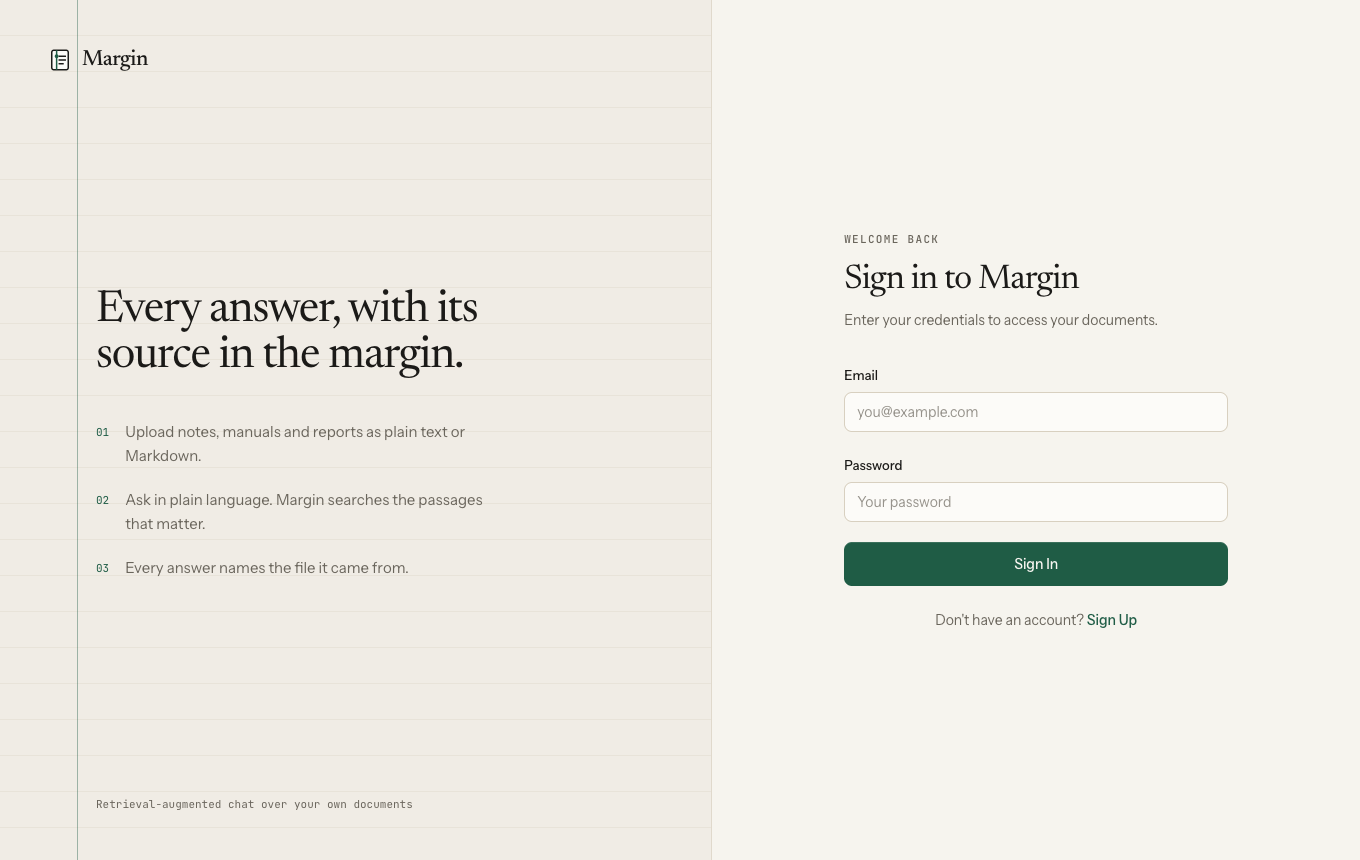 Margin
Every answer, with its
source in the margin.
01 Upload notes, manuals and reports as plain text or
Markdown.
02 Ask in plain language. Margin searches the passages
that matter.
03 Every answer names the file it came from.
Retrieval-augmented chat over your own documents
WELCOME BACK
Sign in to Margin
Enter your credentials to access your documents.
Email
you@example.com
Password
Your password
Sign In
Don't have an account? Sign Up